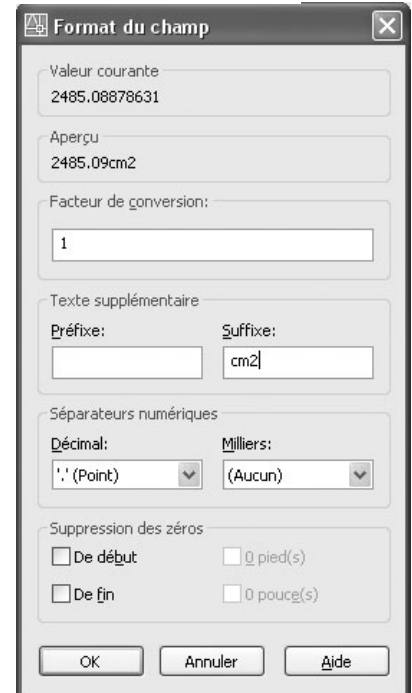 Format du champ
Valeur courante
2485.08878631
Aperçu
2485.09cm2
Facteur de conversion:
1
Texte supplémentaire
Préfixe: Suffixe:
cm2
Séparateurs numériques
Décimal: Milliers:
'.' (Point) (Aucun)
Suppression des zéros
De début 0 pied(s)
De fin 0 pouce(s)
OK Annuler Aide